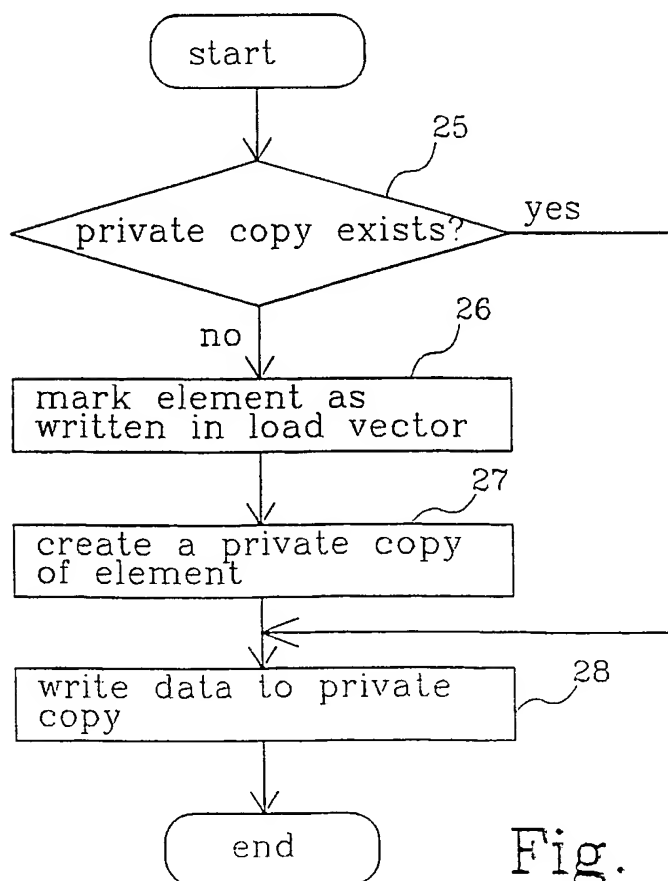 start
25
private copy exists?
yes
no
26
mark element as
written in load vector
27
create a private copy
of element
write data to private
copy
28
end
Fig.